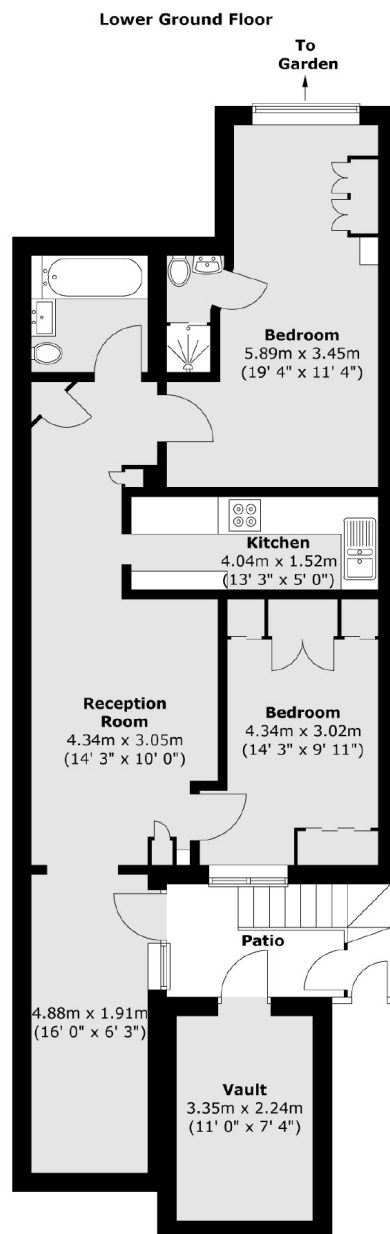 Lower Ground Floor
To
Garden
Bedroom
5.89m x 3.45m
(19' 4" x 11' 4")
Kitchen
4.04m x 1.52m
(13' 3" x 5' 0")
Reception
Room
4.34m x 3.05m
(14' 3" x 10' 0")
Bedroom
4.34m x 3.02m
(14' 3" x 9' 11")
Patio
4.88m x 1.91m
(16' 0" x 6' 3")
Vault
3.35m x 2.24m
(11' 0" x 7' 4")